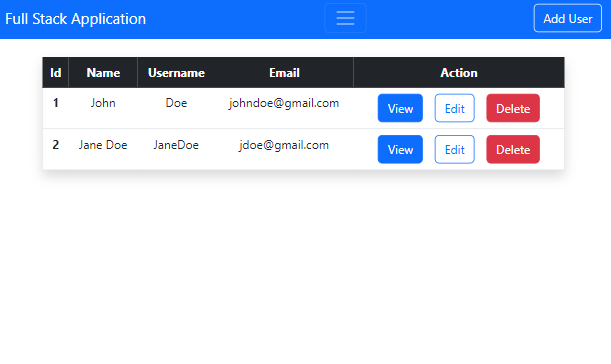 Full Stack Application Add User
Id Name Username Email Action
1 John Doe johndoe@gmail.com View Edit Delete
2 Jane Doe JaneDoe jdoe@gmail.com View Edit Delete